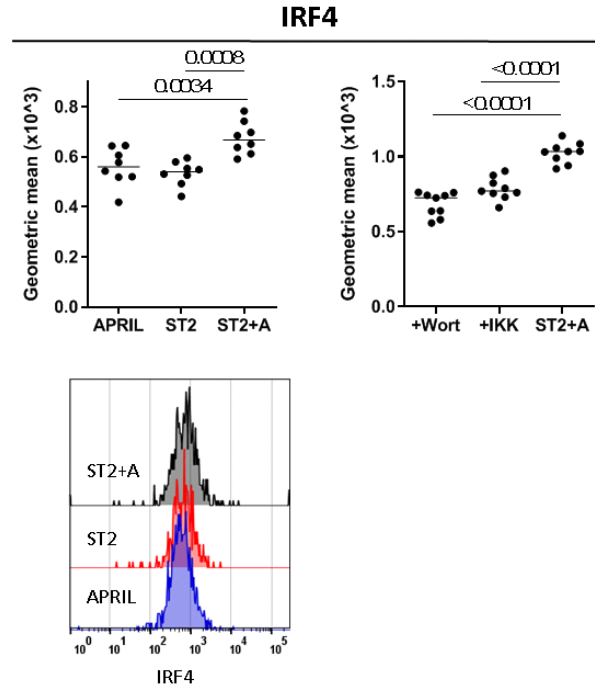 IRF4
0.0008
0.0034
Geometric mean (x10^3)
0.8
0.6
0.4
0.2
0.0
APRIL ST2 ST2+A
<0.0001
<0.0001
Geometric mean (x10^3)
1.5
1.0
0.5
0.0
+Wort +IKK ST2+A
ST2+A
ST2
APRIL
10^0 10^1 10^2 10^3 10^4 10^5
IRF4